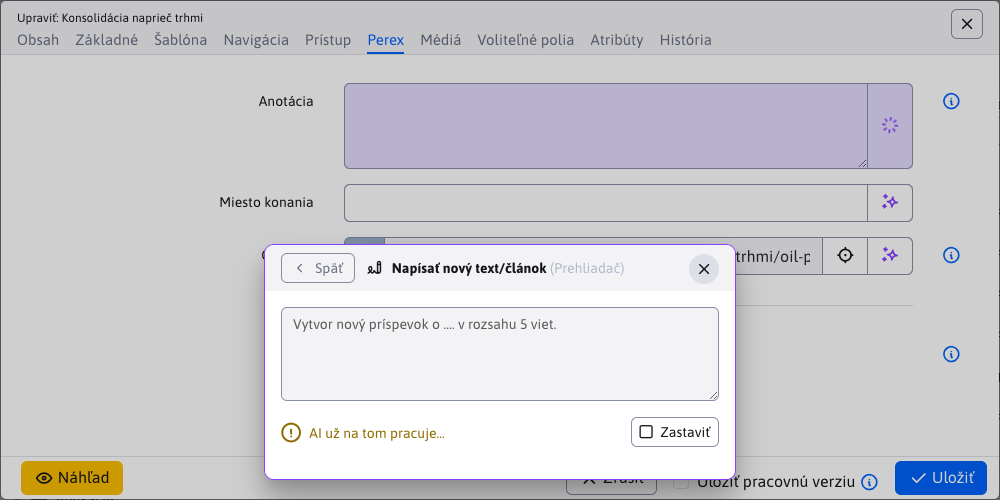 Upraviť: Konsolidácia naprieč trhmi
Obsah Základné Šablóna Navigácia Prístup Perex Médiá Voliteľné polia Atribúty História
Anotácia
Miesto konania
trhmi/oil-p
Späť Napísať nový text/článok (Prehliadač)
Vytvor nový príspevok o .... v rozsahu 5 viet.
AI už na tom pracuje... Zastaviť
Náhľad Zrušiť Uložiť pracovnú verziu Uložiť